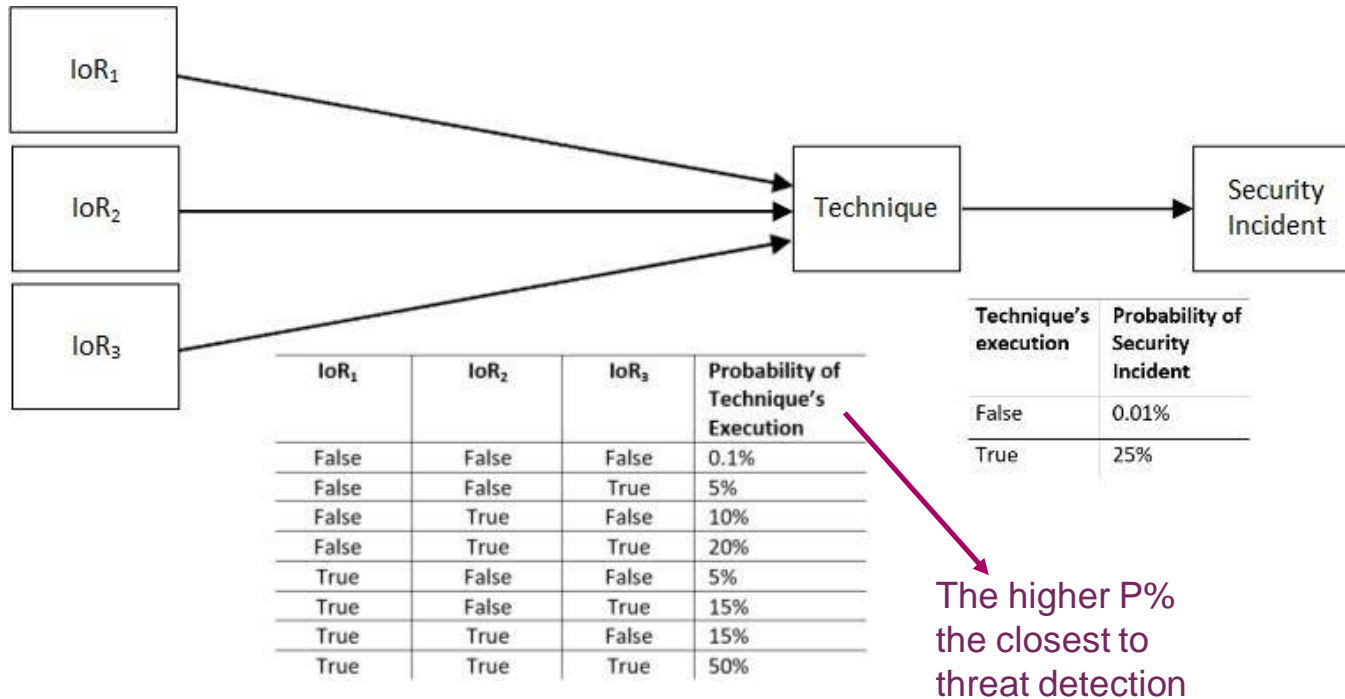 IoR₁
IoR₂
IoR₃
Technique
Security
Incident
IoR₁ IoR₂ IoR₃ Probability of
Technique's
Execution
False False False 0.1%
False False True 5%
False True False 10%
False True True 20%
True False False 5%
True False True 15%
True True False 15%
True True True 50%
Technique's Probability of
execution Security
Incident
False 0.01%
True 25%
The higher P%
the closest to
threat detection